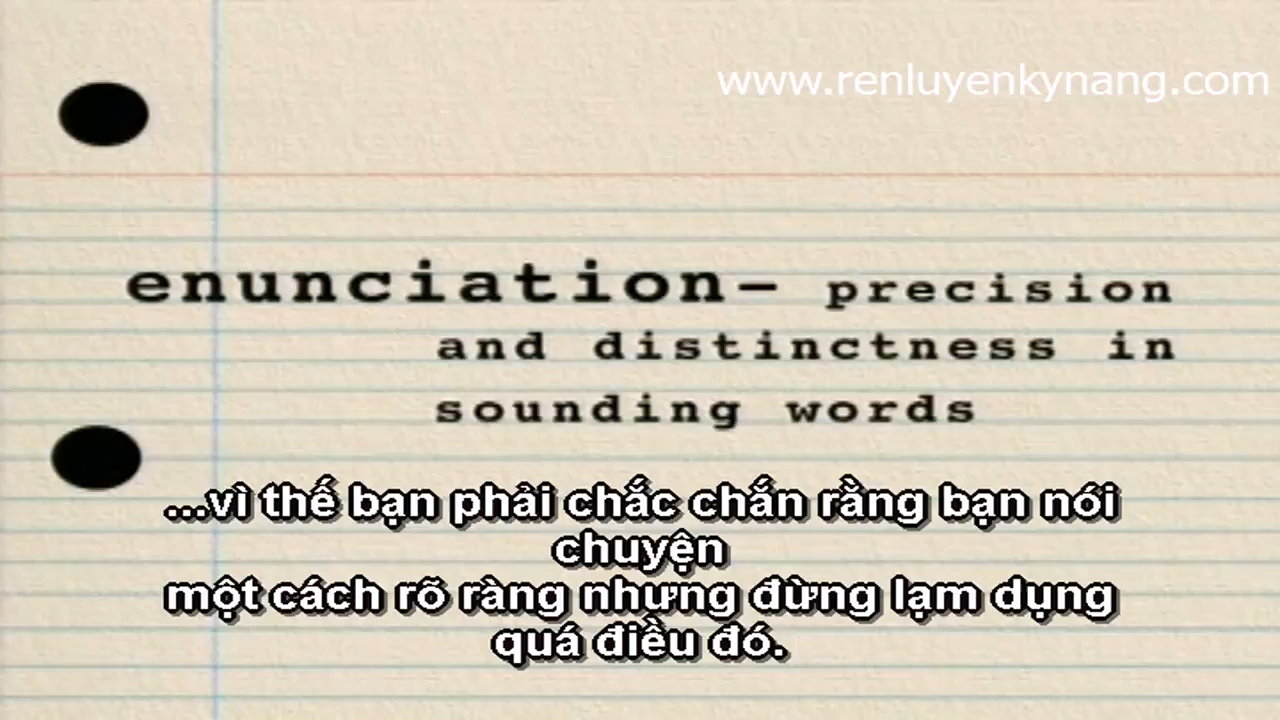 www.renluyenkynang.com
enunciation— precision
and distinctness in
sounding words
...vì thế bạn phải chắc chắn rằng bạn nói
chuyện
một cách rõ ràng nhưng đừng lạm dụng
quá điều đó.